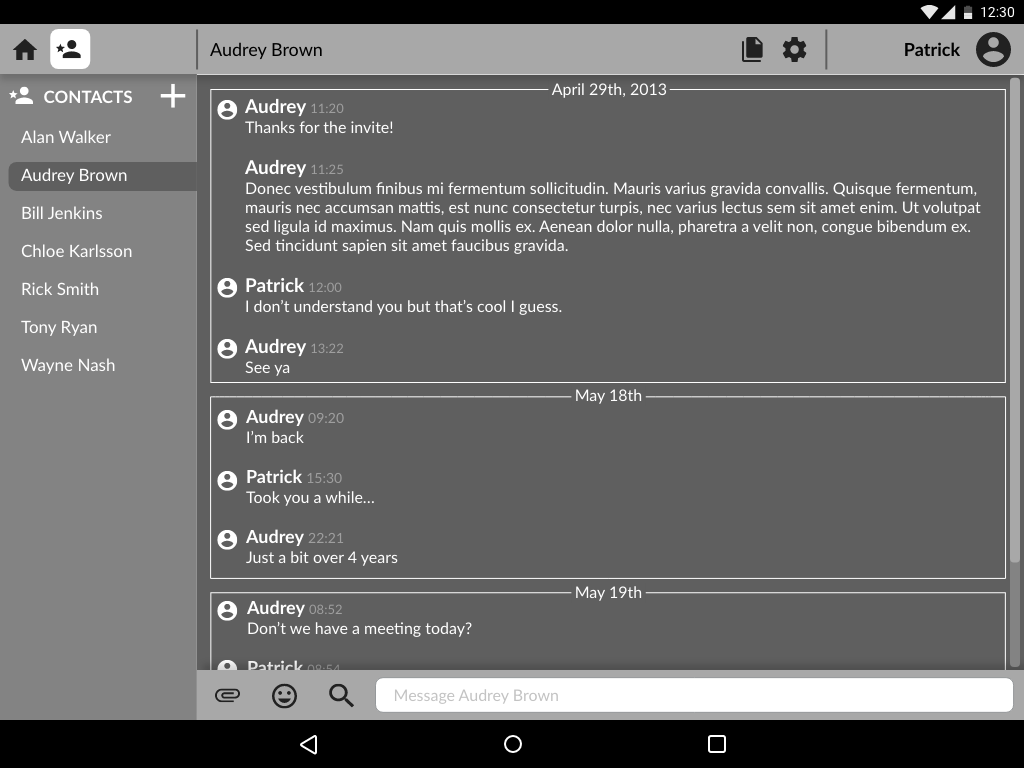 12:30
Audrey Brown
Patrick
CONTACTS
Alan Walker
Audrey Brown
Bill Jenkins
Chloe Karlsson
Rick Smith
Tony Ryan
Wayne Nash
April 29th, 2013
Audrey 11:20
Thanks for the invite!
Audrey 11:25
Donec vestibulum finibus mi fermentum sollicitudin. Mauris varius gravida convallis. Quisque fermentum,
mauris nec accumsan mattis, est nunc consectetur turpis, nec varius lectus sem sit amet enim. Ut volutpat
sed ligula id maximus. Nam quis mollis ex. Aenean dolor nulla, pharetra a velit non, congue bibendum ex.
Sed tincidunt sapien sit amet faucibus gravida.
Patrick 12:00
I don’t understand you but that’s cool I guess.
Audrey 13:22
See ya
May 18th
Audrey 09:20
I’m back
Patrick 15:30
Took you a while...
Audrey 22:21
Just a bit over 4 years
May 19th
Audrey 08:52
Don’t we have a meeting today?
Patrick 08:54
Message Audrey Brown